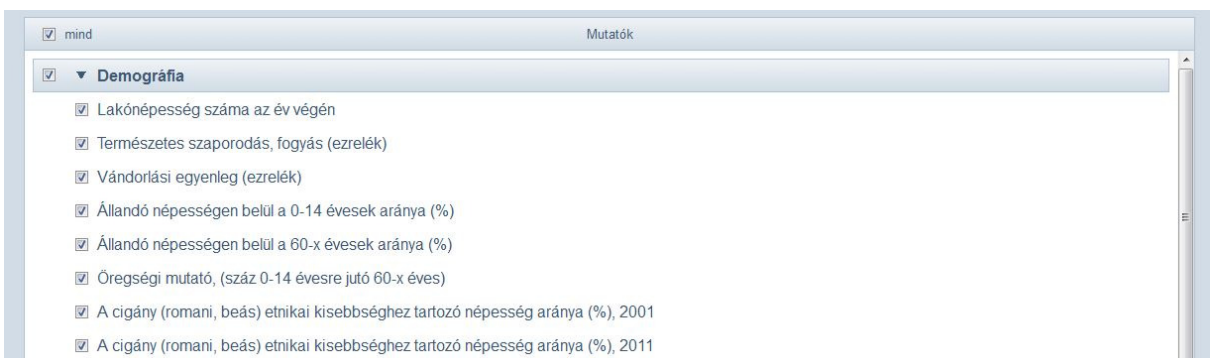 mind Mutatók
Demográfia
Lakónépesség száma az év végén
Természetes szaporodás, fogyás (ezrelék)
Vándorlási egyenleg (ezrelék)
Állandó népességen belül a 0-14 évesek aránya (%)
Állandó népességen belül a 60-x évesek aránya (%)
Öregségi mutató, (száz 0-14 évesre jutó 60-x éves)
A cigány (romani, beás) etnikai kisebbséghez tartozó népesség aránya (%), 2001
A cigány (romani, beás) etnikai kisebbséghez tartozó népesség aránya (%), 2011